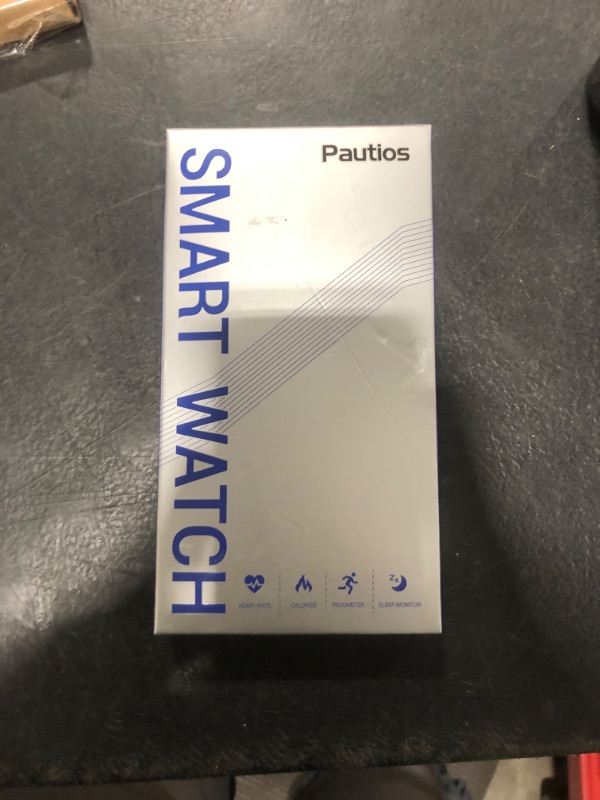 Pautios
SMART WATCH
HEART RATE
CALORIES
PEDOMETER
SLEEP MONITOR